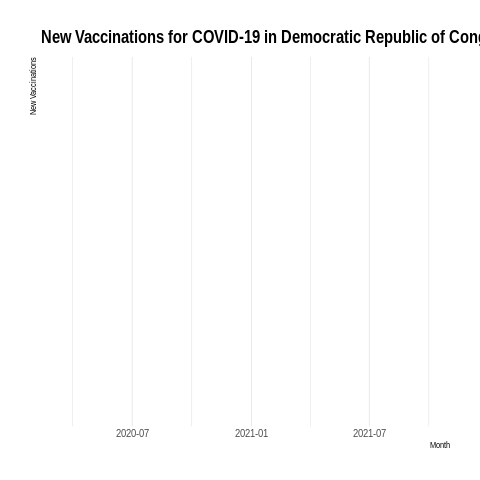 New Vaccinations for COVID-19 in Democratic Republic of Cong
New Vaccinations
2020-07 2021-01 2021-07
Month